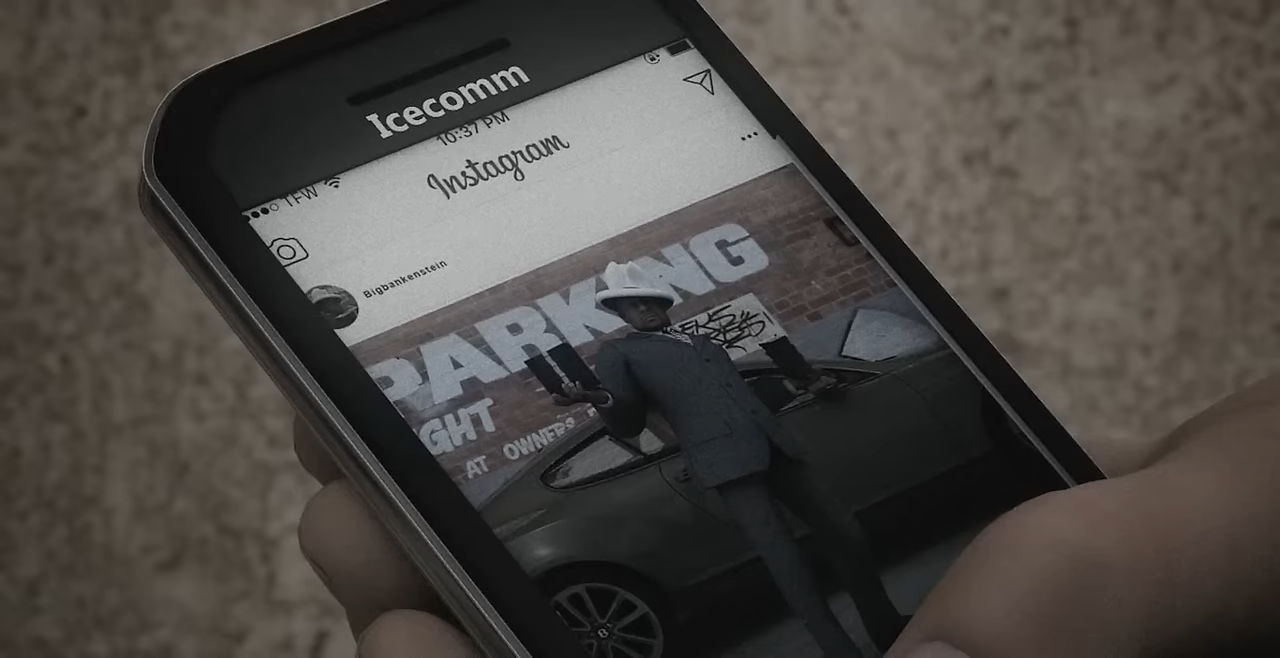 Icecomm
10:37 PM
TFW
Instagram
Bigbankenstein
PARKING
GHT
AT OWNERS
B